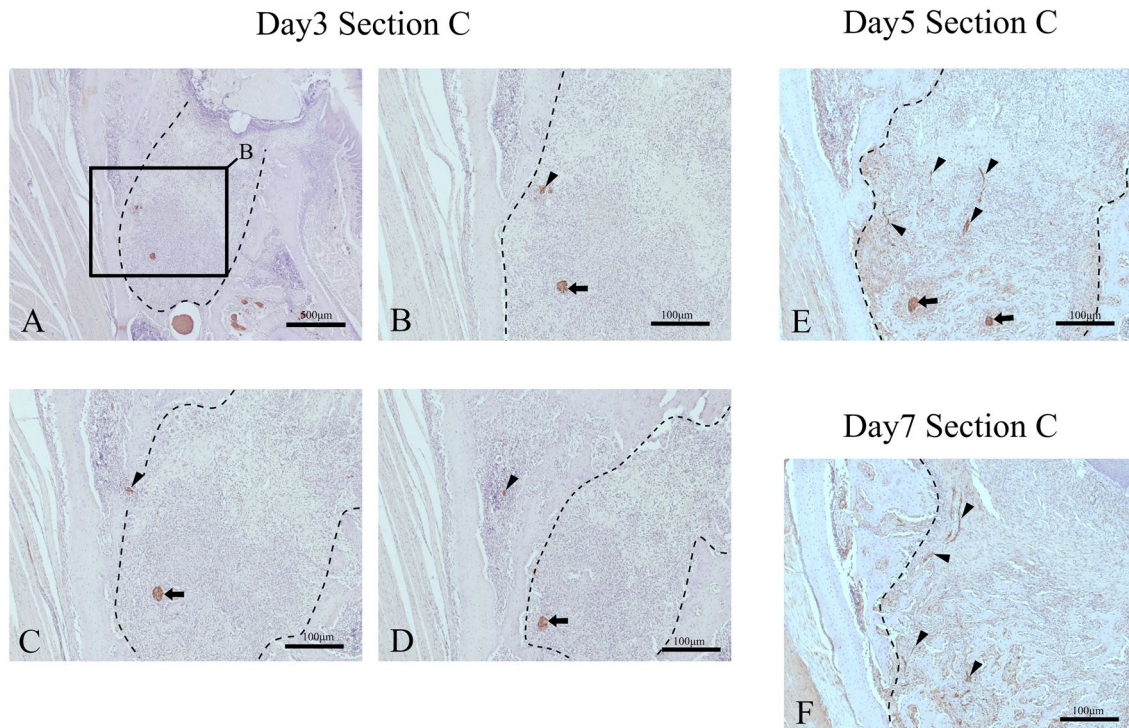 Day3 Section C
Day5 Section C
B
A
500μm
B
100μm
E
100μm
C
100μm
D
100μm
Day7 Section C
F
100μm